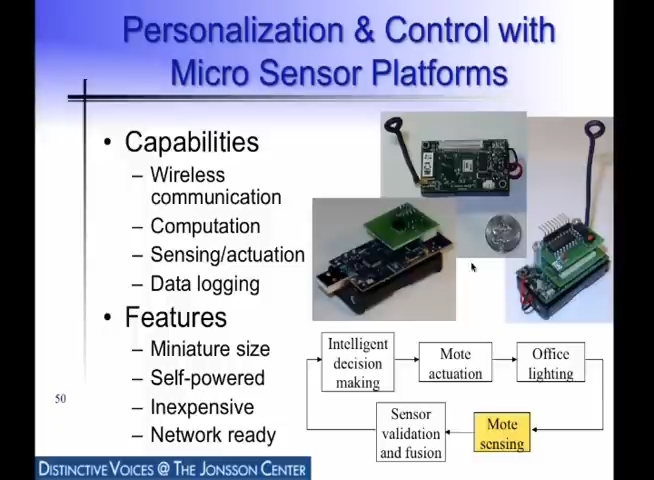 Personalization & Control with
Micro Sensor Platforms
• Capabilities
– Wireless
communication
– Computation
– Sensing/actuation
– Data logging
• Features
– Miniature size
– Self-powered
– Inexpensive
– Network ready
Intelligent
decision
making
Mote
actuation
Office
lighting
Sensor
validation
and fusion
Mote
sensing
50
DISTINCTIVE VOICES @ THE JONSSON CENTER